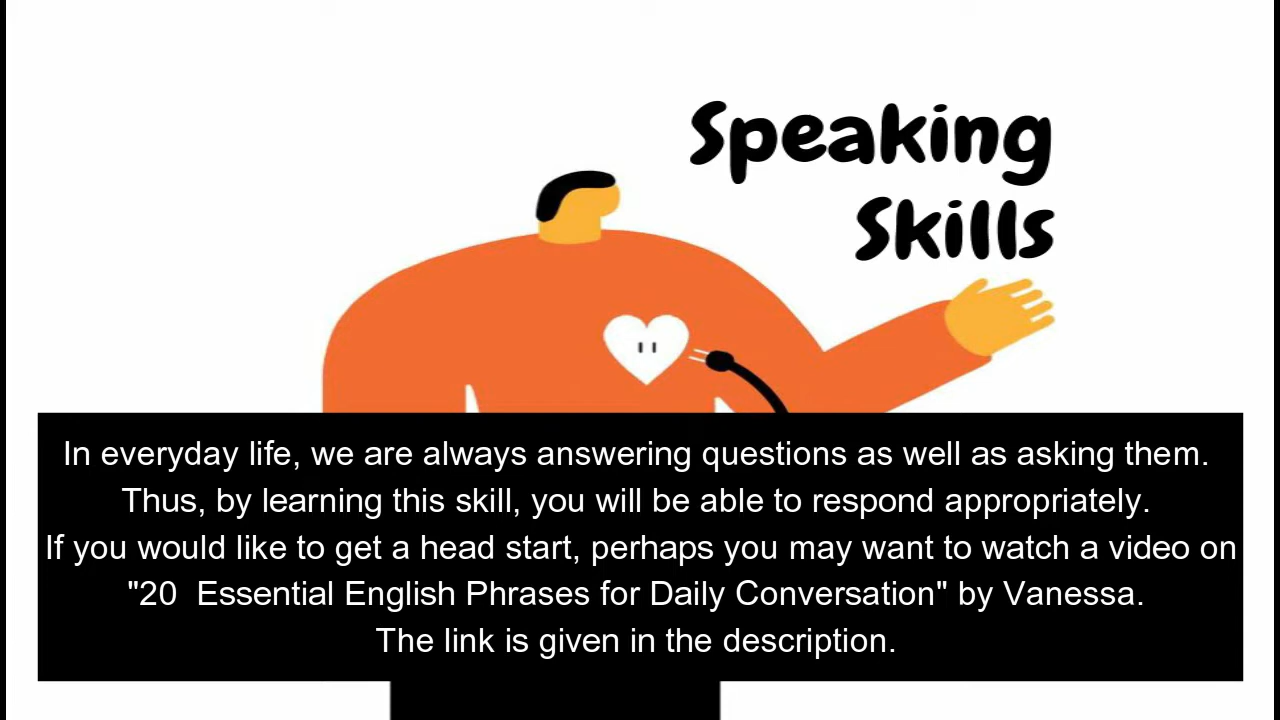 Speaking
Skills
In everyday life, we are always answering questions as well as asking them.
Thus, by learning this skill, you will be able to respond appropriately.
If you would like to get a head start, perhaps you may want to watch a video on
"20  Essential English Phrases for Daily Conversation" by Vanessa.
The link is given in the description.